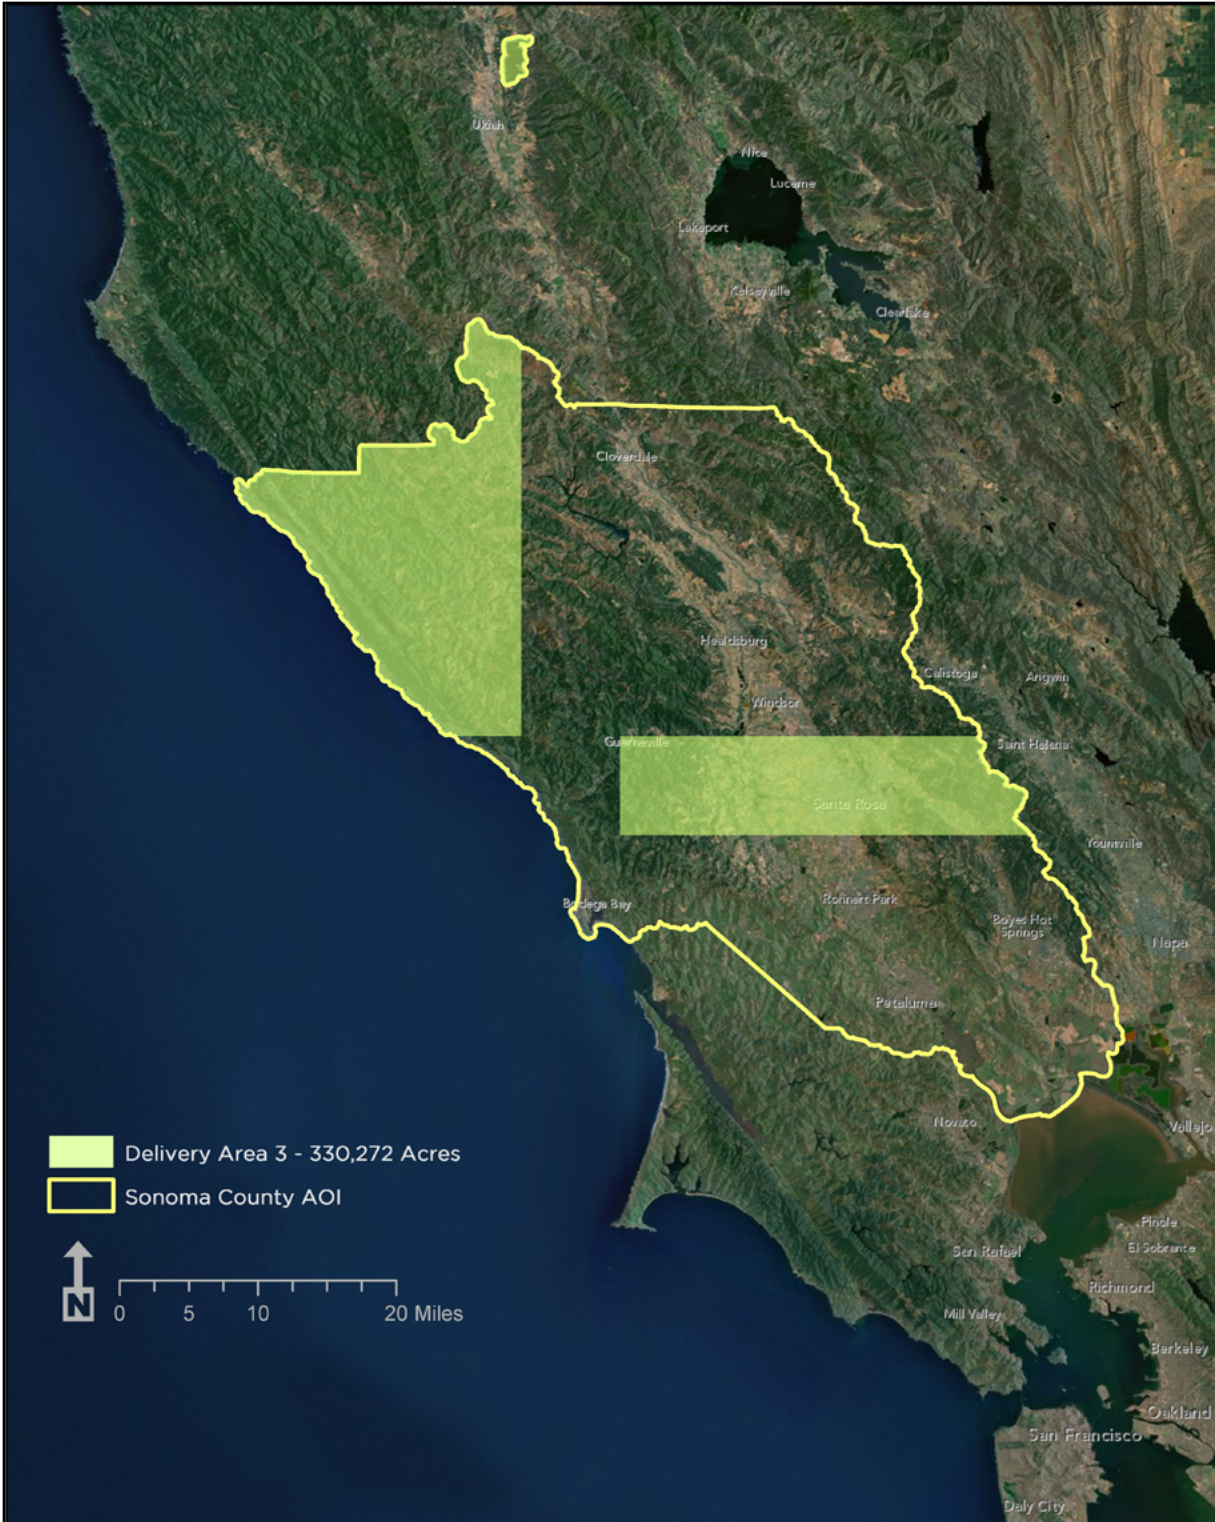 Ukiah
Nice
Lucerne
Lakeport
Kelseyville
Clearlake
Cloverdale
Healdsburg
Calistoga
Angwin
Windsor
Guerneville
Saint Helena
Santa Rosa
Yountville
Rohnert Park
Bodega Bay
Boyes Hot
Springs
Napa
Petaluma
Novato
Vallejo
Delivery Area 3 - 330,272 Acres
Sonoma County AOI
Pinole
El Sobrante
San Rafael
Richmond
N
0 5 10 20 Miles
Mill Valley
Berkeley
Oakland
San Francisco
Daly City